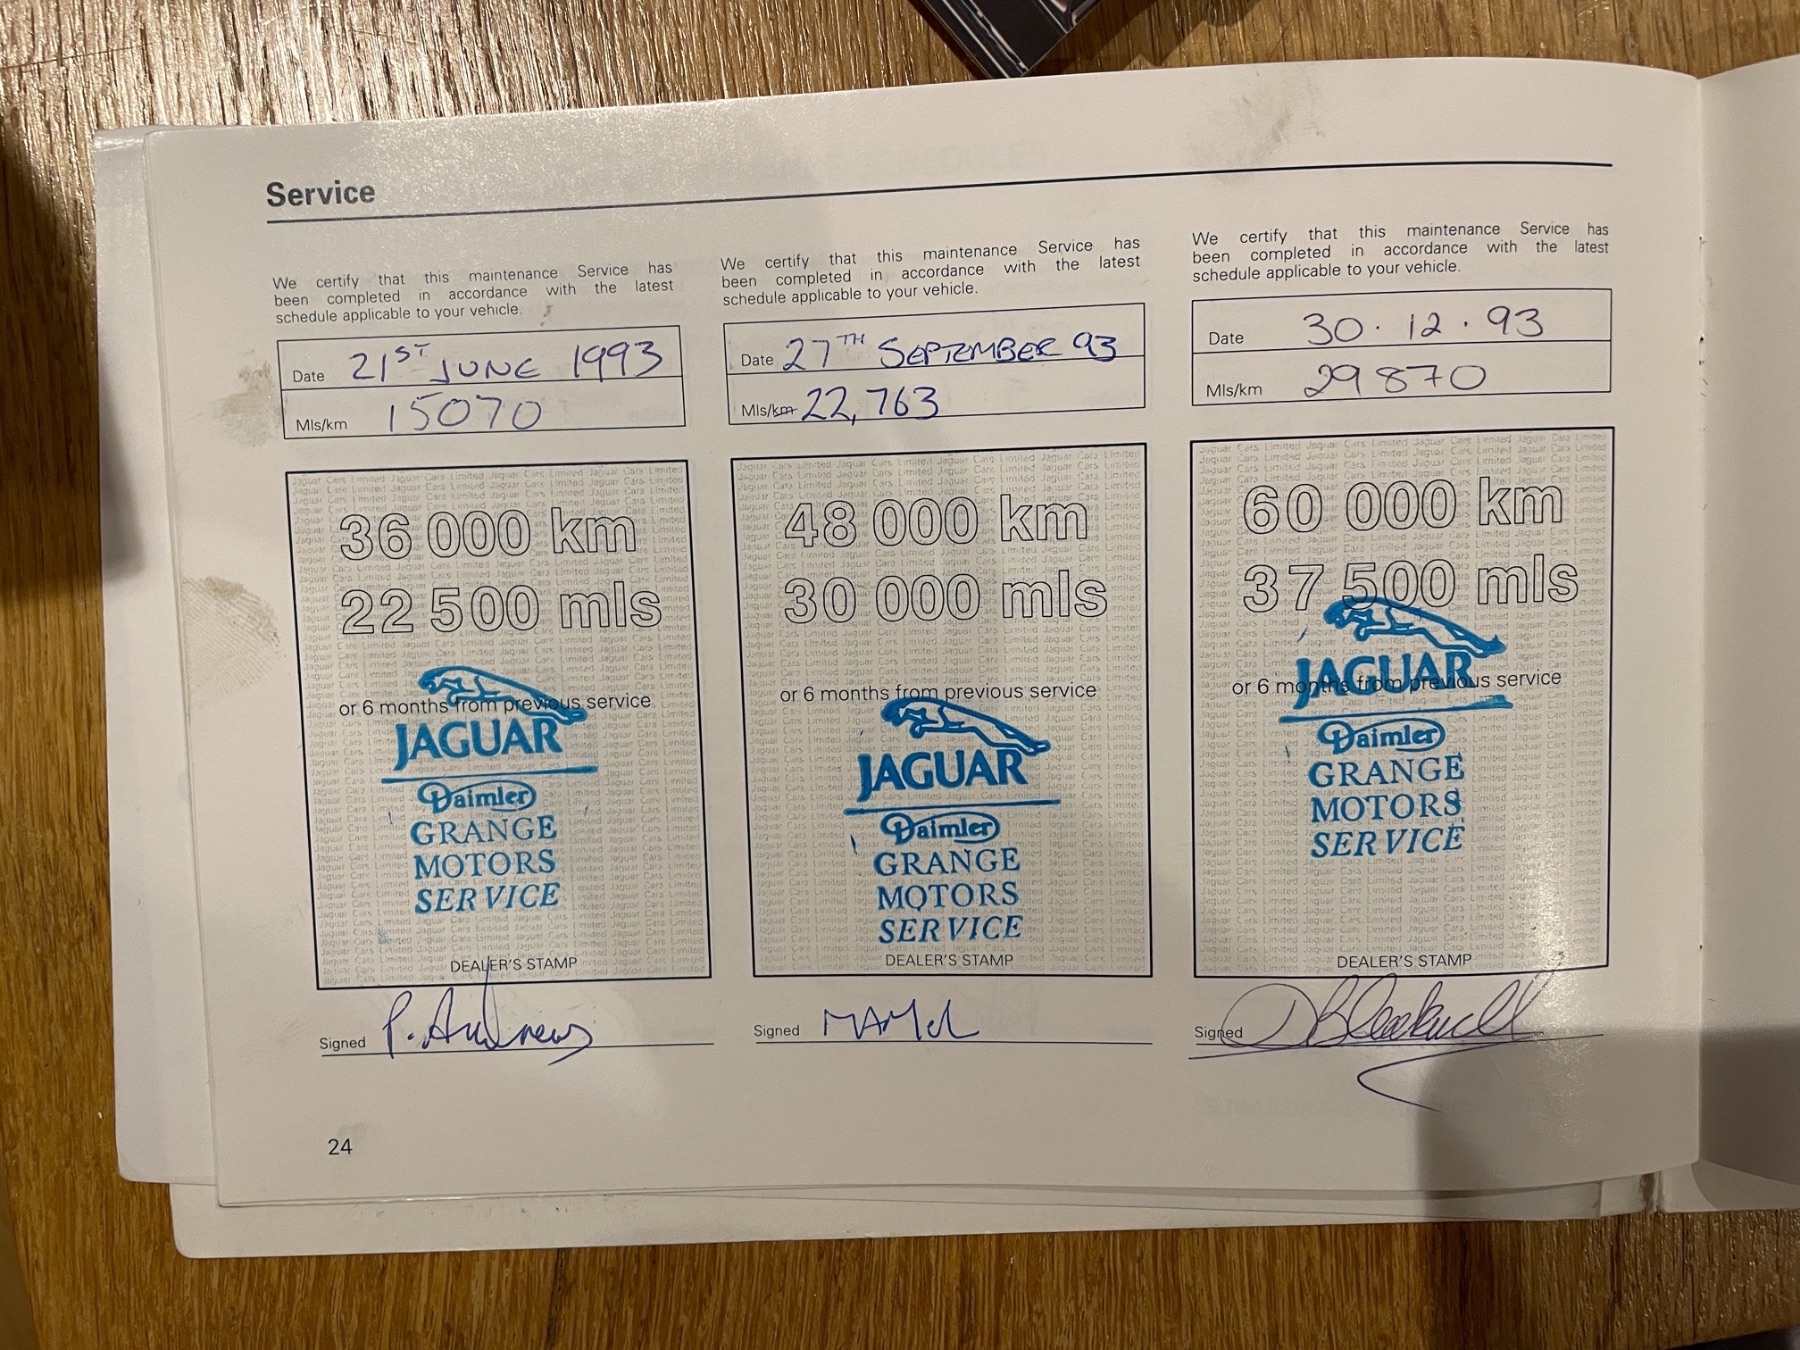 Service
We certify that this maintenance Service has
been completed in accordance with the latest
schedule applicable to your vehicle.
Date 21ST JUNE 1993
Mls/km 15070
36 000 km
22 500 mls
or 6 months from previous service
JAGUAR
Daimler
GRANGE
MOTORS
SERVICE
DEALER'S STAMP
Signed P. Andrews
We certify that this maintenance Service has
been completed in accordance with the latest
schedule applicable to your vehicle.
Date 27TH SEPTEMBER 93
Mls/km 22,763
48 000 km
30 000 mls
or 6 months from previous service
JAGUAR
Daimler
GRANGE
MOTORS
SERVICE
DEALER'S STAMP
Signed
We certify that this maintenance Service has
been completed in accordance with the latest
schedule applicable to your vehicle.
Date 30.12.93
Mls/km 29870
60 000 km
37 500 mls
or 6 months from previous service
JAGUAR
Daimler
GRANGE
MOTORS
SERVICE
DEALER'S STAMP
Signed
24